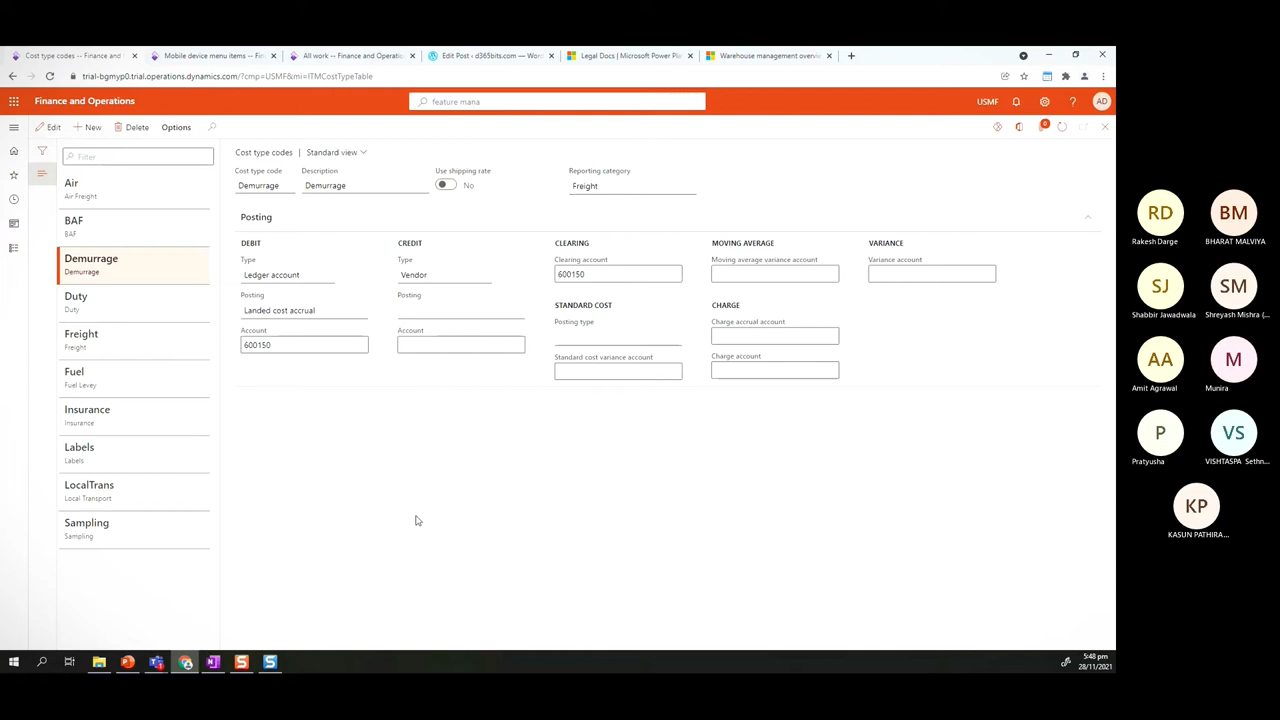 Cost type codes -- Finance and
Mobile device menu items -- Fin
All work -- Finance and Operatio
Edit Post ‹ d365bits.com — Wor
Legal Docs | Microsoft Power Pla
Warehouse management overvie
trial-bgmyp0.trial.operations.dynamics.com/?cmp=USMF&mi=ITMCostTypeTable
Finance and Operations
feature mana
USMF
AD
Edit
New
Delete
Options
0
Filter
Cost type codes | Standard view
Cost type code
Description
Use shipping rate
Reporting category
Demurrage
Demurrage
No
Freight
Posting
DEBIT
Type
Ledger account
Posting
Landed cost accrual
Account
600150
CREDIT
Type
Vendor
Posting
Account
CLEARING
Clearing account
600150
STANDARD COST
Posting type
Standard cost variance account
MOVING AVERAGE
Moving average variance account
CHARGE
Charge accrual account
Charge account
VARIANCE
Variance account
Air
Air Freight
BAF
BAF
Demurrage
Demurrage
Duty
Duty
Freight
Freight
Fuel
Fuel Levey
Insurance
Insurance
Labels
Labels
LocalTrans
Local Transport
Sampling
Sampling
RD
Rakesh Darge
BM
BHARAT MALVIYA
SJ
Shabbir Jawadwala
SM
Shreyash Mishra (...
AA
Amit Agrawal
M
Munira
P
Pratyusha
VS
VISHTASPA Sethn...
KP
KASUN PATHIRA...
5:48 pm
28/11/2021